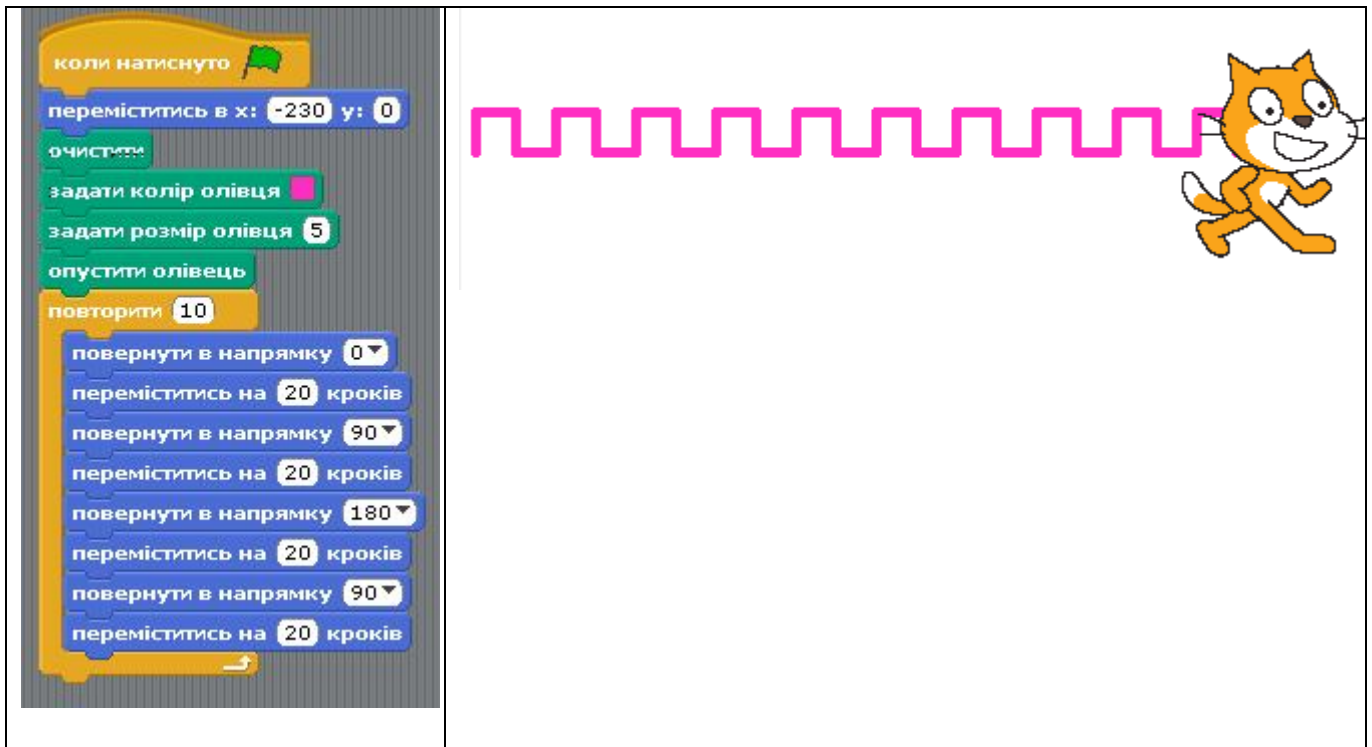 коли натиснуто
переміститись в x: -230 y: 0
очистити
задати колір олівця
задати розмір олівця 5
опустити олівець
повторити 10
повернути в напрямку 0
переміститись на 20 кроків
повернути в напрямку 90
переміститись на 20 кроків
повернути в напрямку 180
переміститись на 20 кроків
повернути в напрямку 90
переміститись на 20 кроків